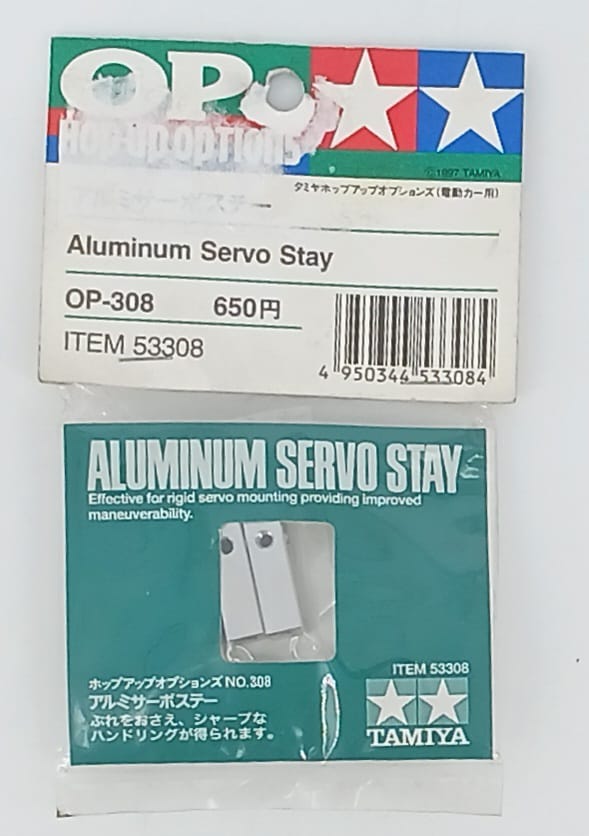 OP.
HOP-UP OPTIONS
©1997 TAMIYA
タミヤホップアップオプションズ(電動カー用)
アルミサーボステー
Aluminum Servo Stay
OP-308 650円
ITEM 53308
4 950344 533084
ALUMINUM SERVO STAY
Effective for rigid servo mounting providing improved
maneuverability.
ITEM 53308
ホップアップオプションズNO.308
アルミサーボステー
ぶれをおさえ、シャープな
ハンドリングが得られます。
TAMIYA